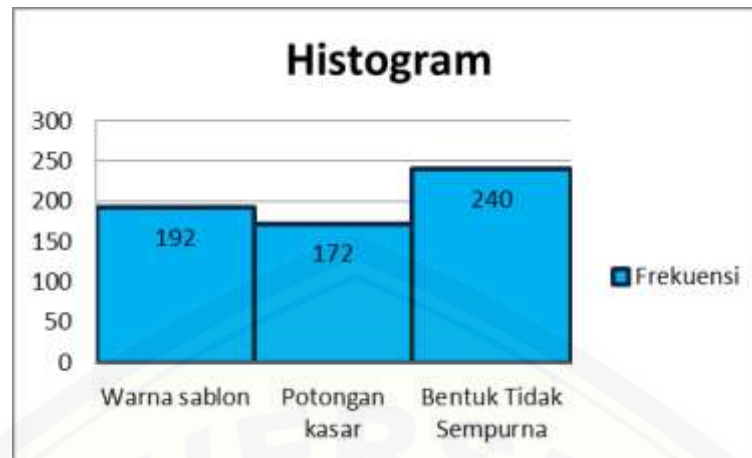 Histogram
300
250
200
150
100
50
0
192
172
240
Frekuensi
Warna sablon
Potongan
kasar
Bentuk Tidak
Sempurna